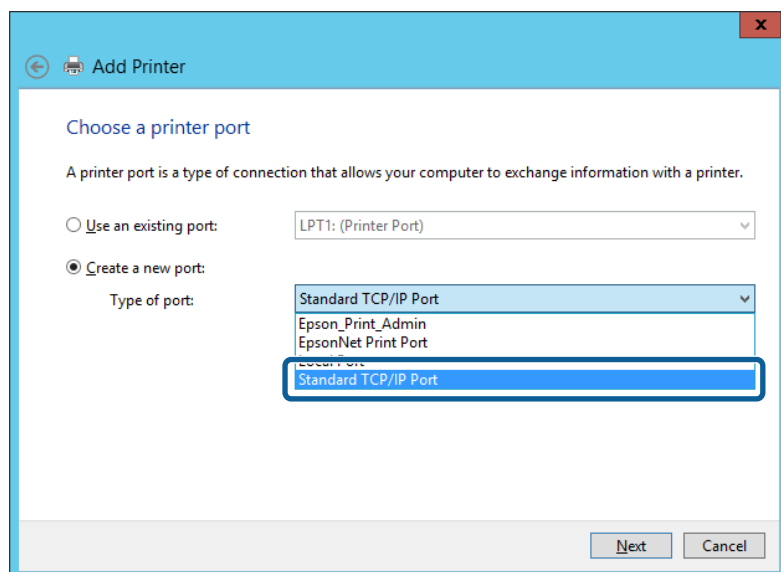 x
Add Printer
Choose a printer port
A printer port is a type of connection that allows your computer to exchange information with a printer.
Use an existing port: LPT1: (Printer Port)
Create a new port:
Type of port: Standard TCP/IP Port
Epson_Print_Admin
EpsonNet Print Port
Local Port
Standard TCP/IP Port
Next Cancel